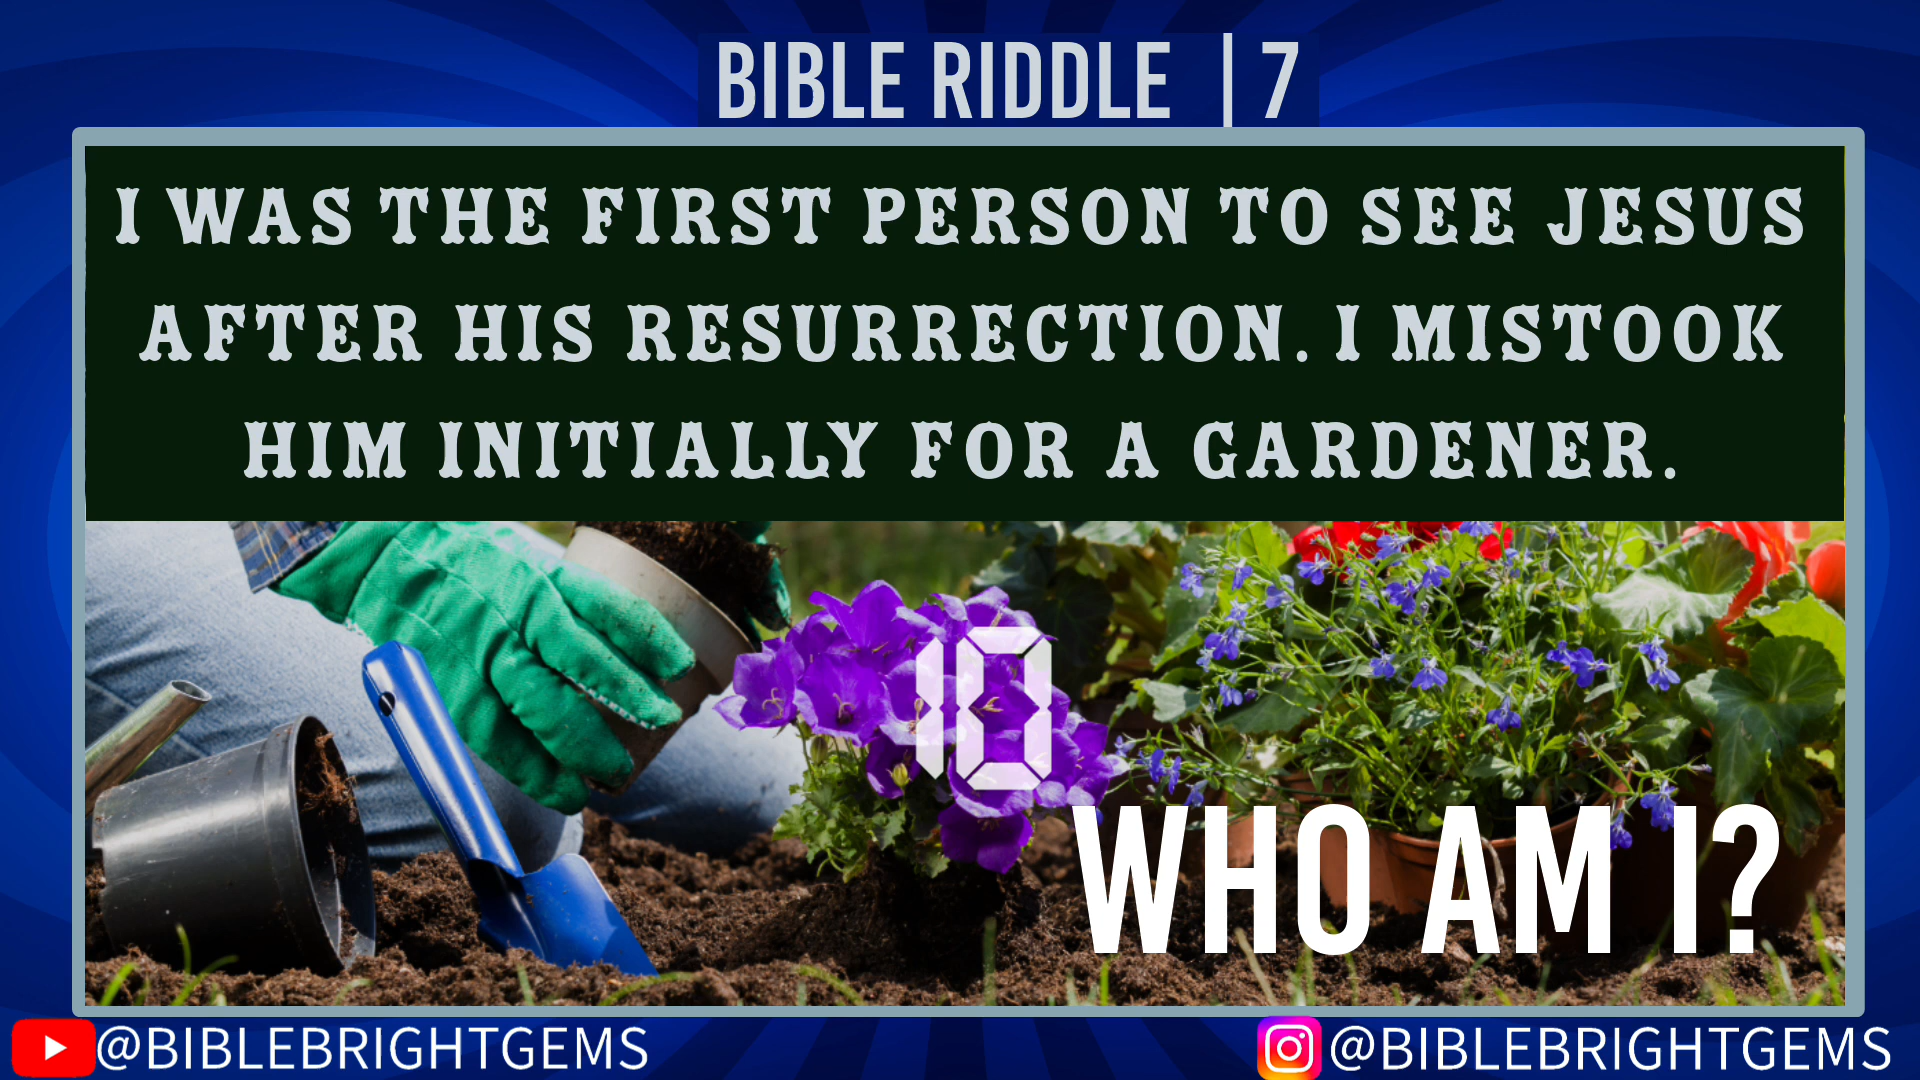 BIBLE RIDDLE | 7
I WAS THE FIRST PERSON TO SEE JESUS
AFTER HIS RESURRECTION. I MISTOOK
HIM INITIALLY FOR A GARDENER.
10
WHO AM I?
@BIBLEBRIGHTGEMS
@BIBLEBRIGHTGEMS